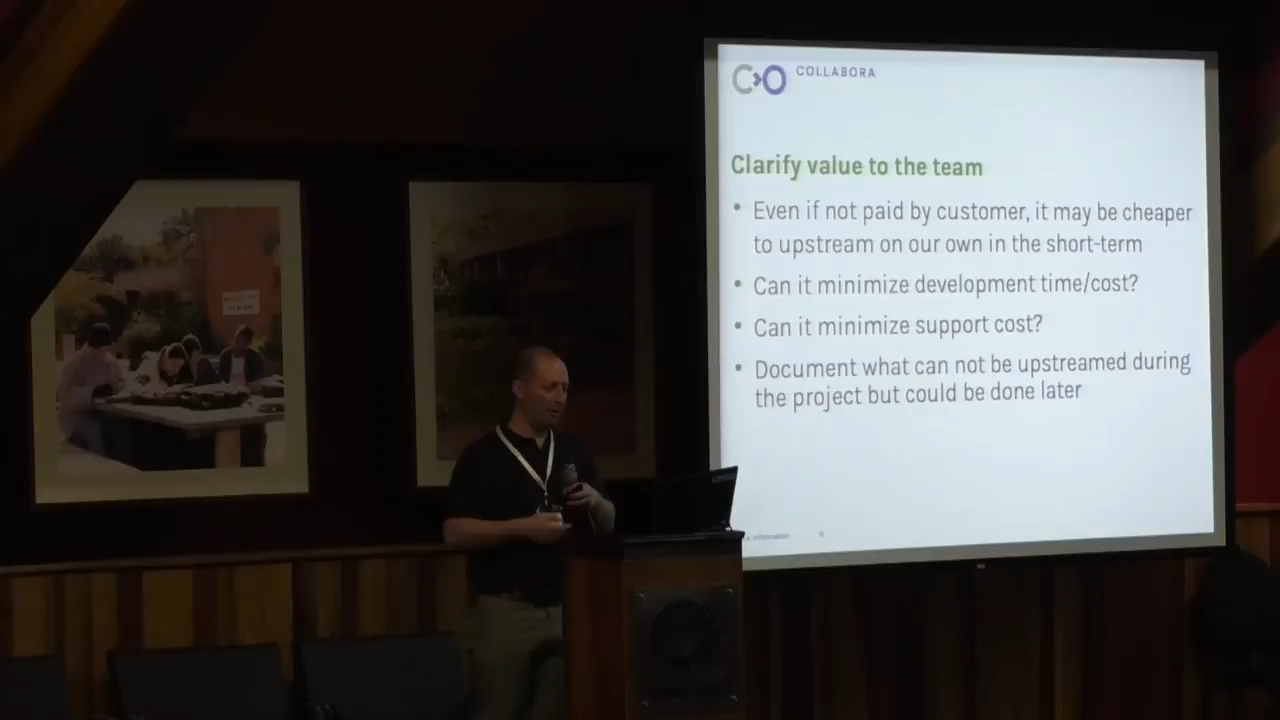 COLLABORA
Clarify value to the team
• Even if not paid by customer, it may be cheaper
to upstream on our own in the short-term
• Can it minimize development time/cost?
• Can it minimize support cost?
• Document what can not be upstreamed during
the project but could be done later